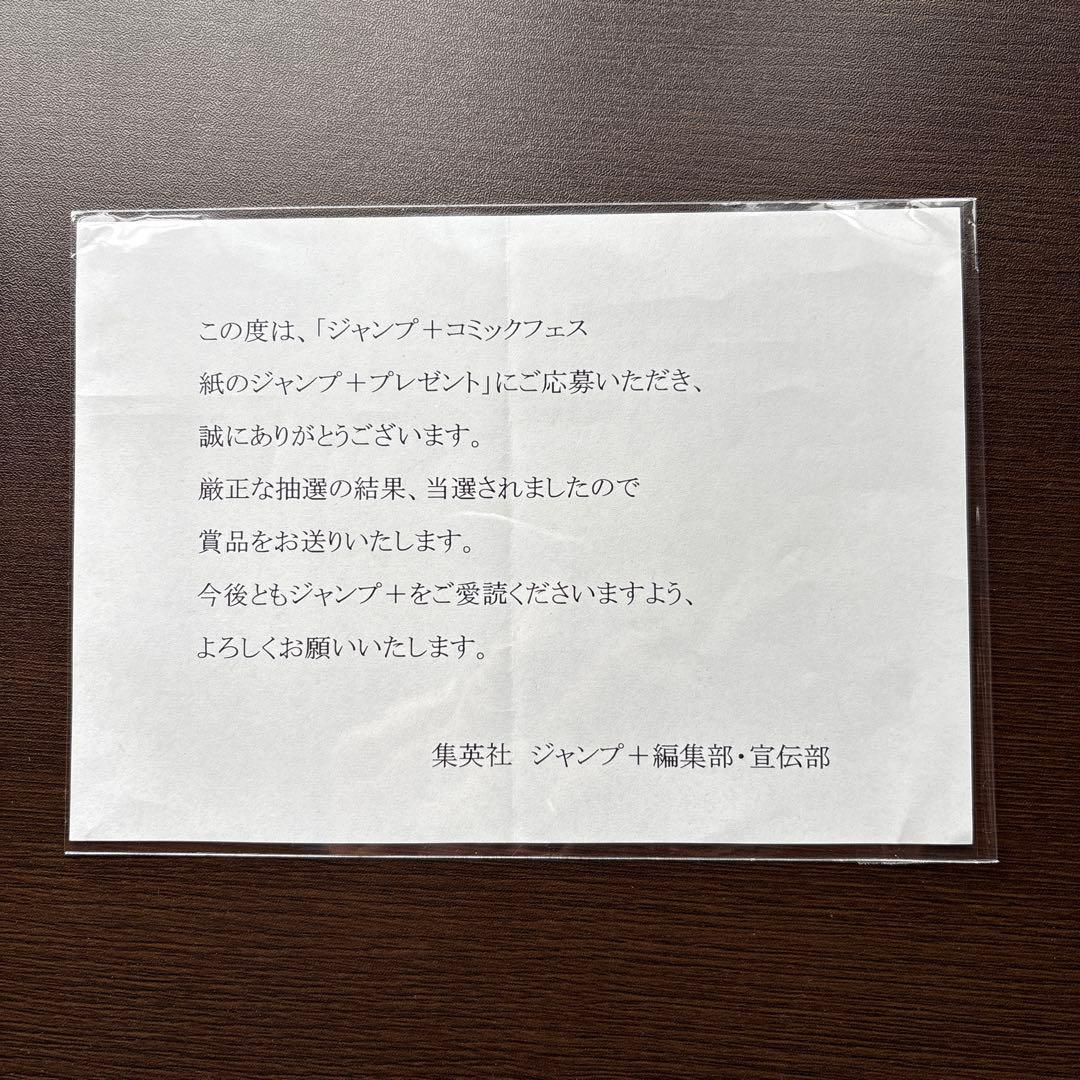 この度は、「ジャンプ＋コミックフェス
紙のジャンプ＋プレゼント」にご応募いただき、
誠にありがとうございます。
厳正な抽選の結果、当選されましたので
賞品をお送りいたします。
今後ともジャンプ＋をご愛読くださいますよう、
よろしくお願いいたします。
集英社　ジャンプ＋編集部・宣伝部